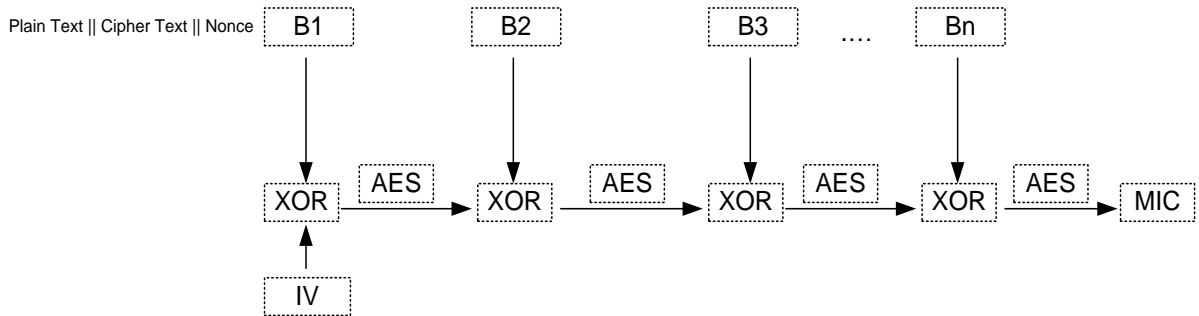 Plain Text || Cipher Text || Nonce B1 B2 B3 .... Bn
AES AES AES AES
XOR XOR XOR XOR MIC
IV